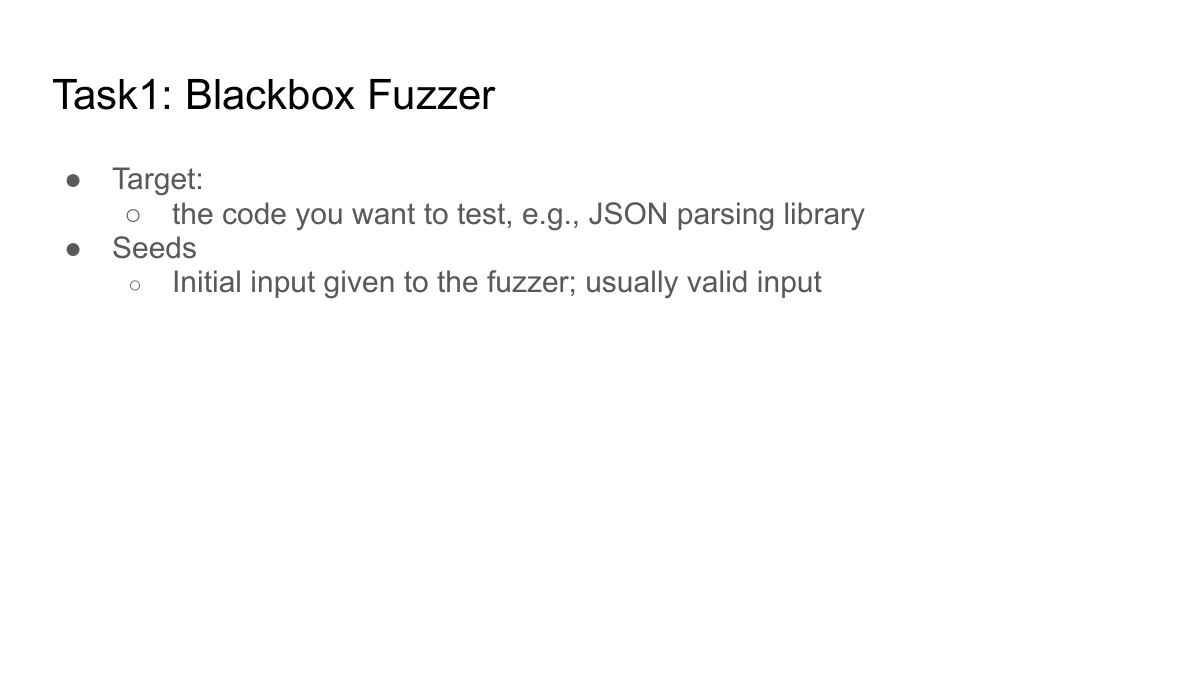 Task1: Blackbox Fuzzer
● Target:
○ the code you want to test, e.g., JSON parsing library
● Seeds
○ Initial input given to the fuzzer; usually valid input